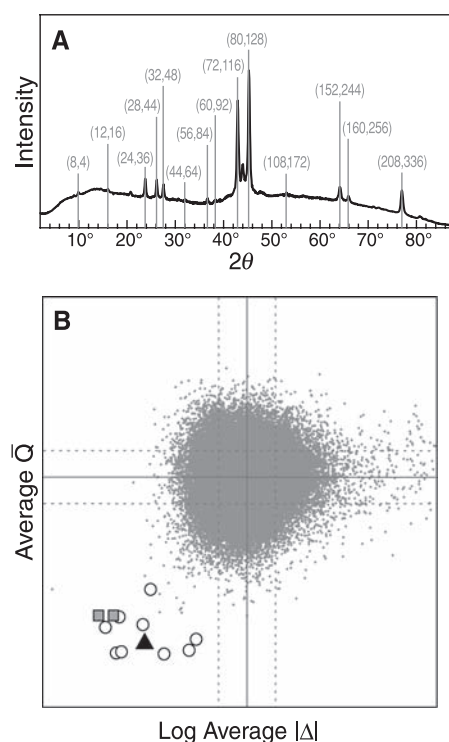 A
(80,128)
(32,48)
(72,116)
(152,244)
(28,44)
(60,92)
(160,256)
(12,16)
(56,84)
(8,4)
(24,36)
(44,64)
(108,172)
(208,336)
Intensity
10° 20° 30° 40° 50° 60° 70° 80°
2θ
B
Average Q̅
Log Average |Δ|